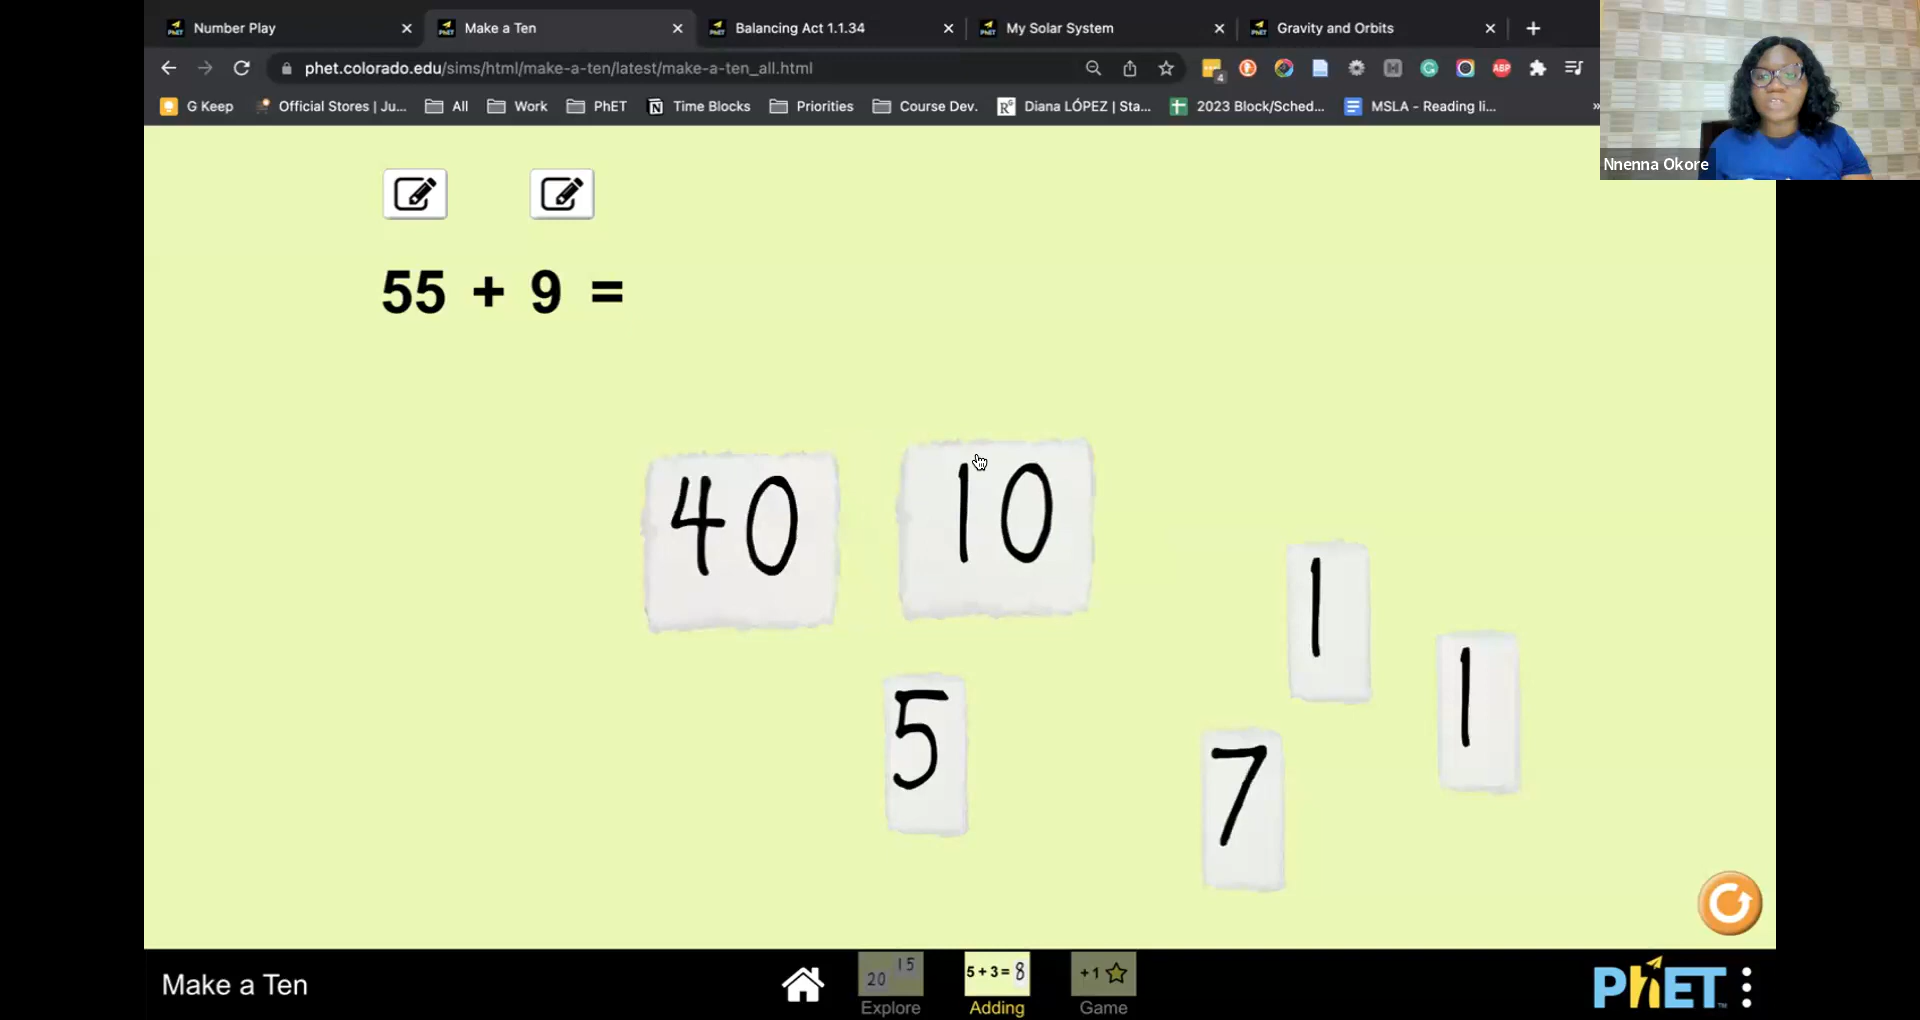 Number Play
Make a Ten
Balancing Act 1.1.34
My Solar System
Gravity and Orbits
phet.colorado.edu/sims/html/make-a-ten/latest/make-a-ten_all.html
4
ABP
G Keep
Official Stores | Ju...
All
Work
PhET
Time Blocks
Priorities
Course Dev.
Diana LÓPEZ | Sta...
2023 Block/Sched...
MSLA - Reading li...
»
Nnenna Okore
55 + 9 =
40
10
1
1
5
7
Make a Ten
20 15
Explore
5 + 3 = 8
Adding
+1
Game
PhET